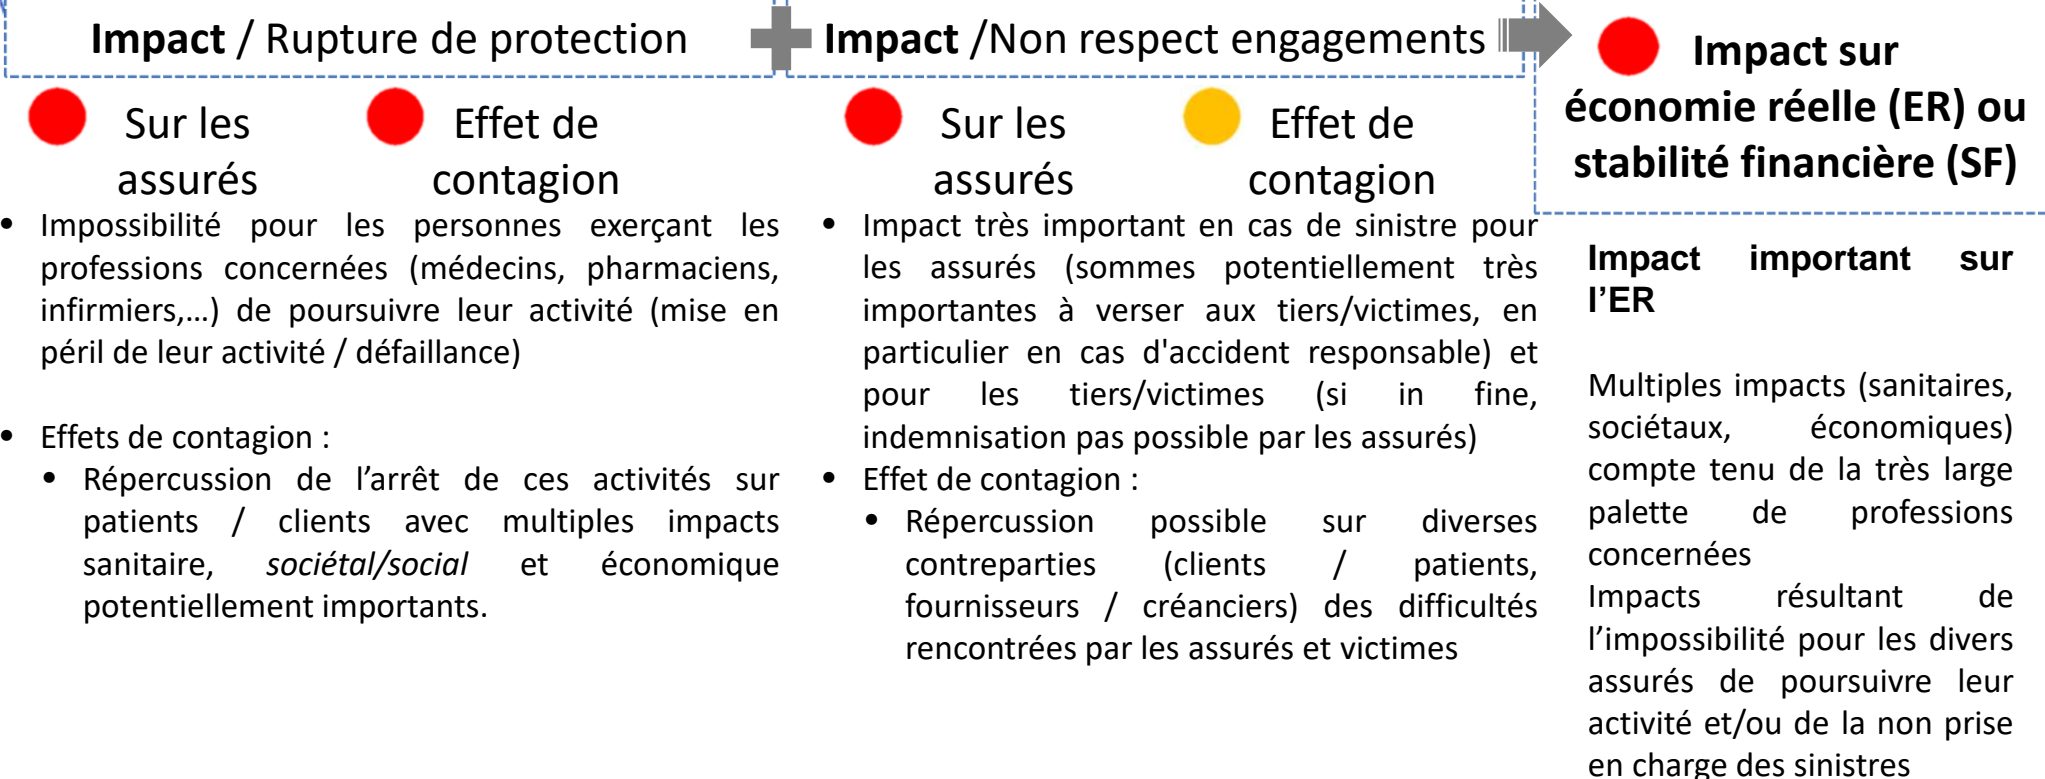 Impact / Rupture de protection
Sur les
assurés
Effet de
contagion
• Impossibilité pour les personnes exerçant les
professions concernées (médecins, pharmaciens,
infirmiers,…) de poursuivre leur activité (mise en
péril de leur activité / défaillance)
• Effets de contagion :
• Répercussion de l’arrêt de ces activités sur
patients / clients avec multiples impacts
sanitaire, sociétal/social et économique
potentiellement importants.
Impact /Non respect engagements
Sur les
assurés
Effet de
contagion
• Impact très important en cas de sinistre pour
les assurés (sommes potentiellement très
importantes à verser aux tiers/victimes, en
particulier en cas d'accident responsable) et
pour les tiers/victimes (si in fine,
indemnisation pas possible par les assurés)
• Effet de contagion :
• Répercussion possible sur diverses
contreparties (clients / patients,
fournisseurs / créanciers) des difficultés
rencontrées par les assurés et victimes
Impact sur
économie réelle (ER) ou
stabilité financière (SF)
Impact important sur
l’ER
Multiples impacts (sanitaires,
sociétaux, économiques)
compte tenu de la très large
palette de professions
concernées
Impacts résultant de
l’impossibilité pour les divers
assurés de poursuivre leur
activité et/ou de la non prise
en charge des sinistres